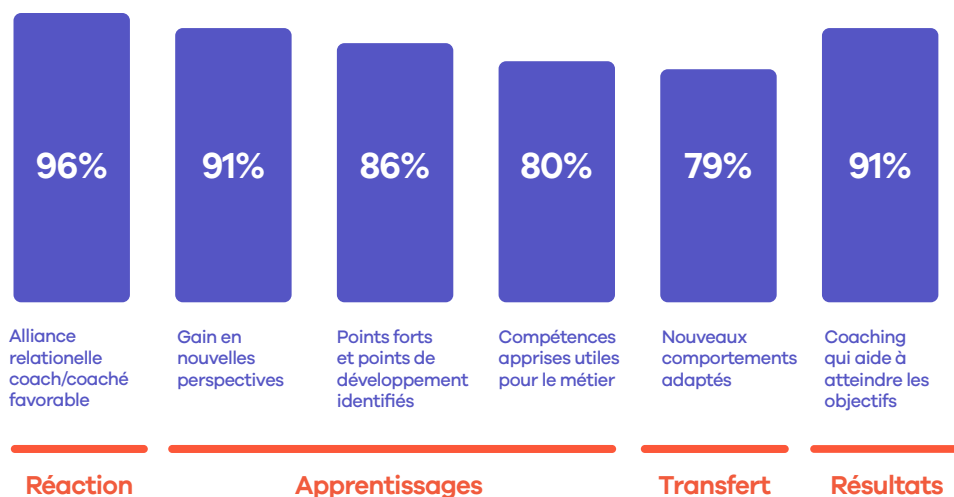 96%
91%
86%
80%
79%
91%
Alliance
relationelle
coach/coaché
favorable
Gain en
nouvelles
perspectives
Points forts
et points de
développement
identifiés
Compétences
apprises utiles
pour le métier
Nouveaux
comportements
adaptés
Coaching
qui aide à
atteindre les
objectifs
Réaction
Apprentissages
Transfert
Résultats